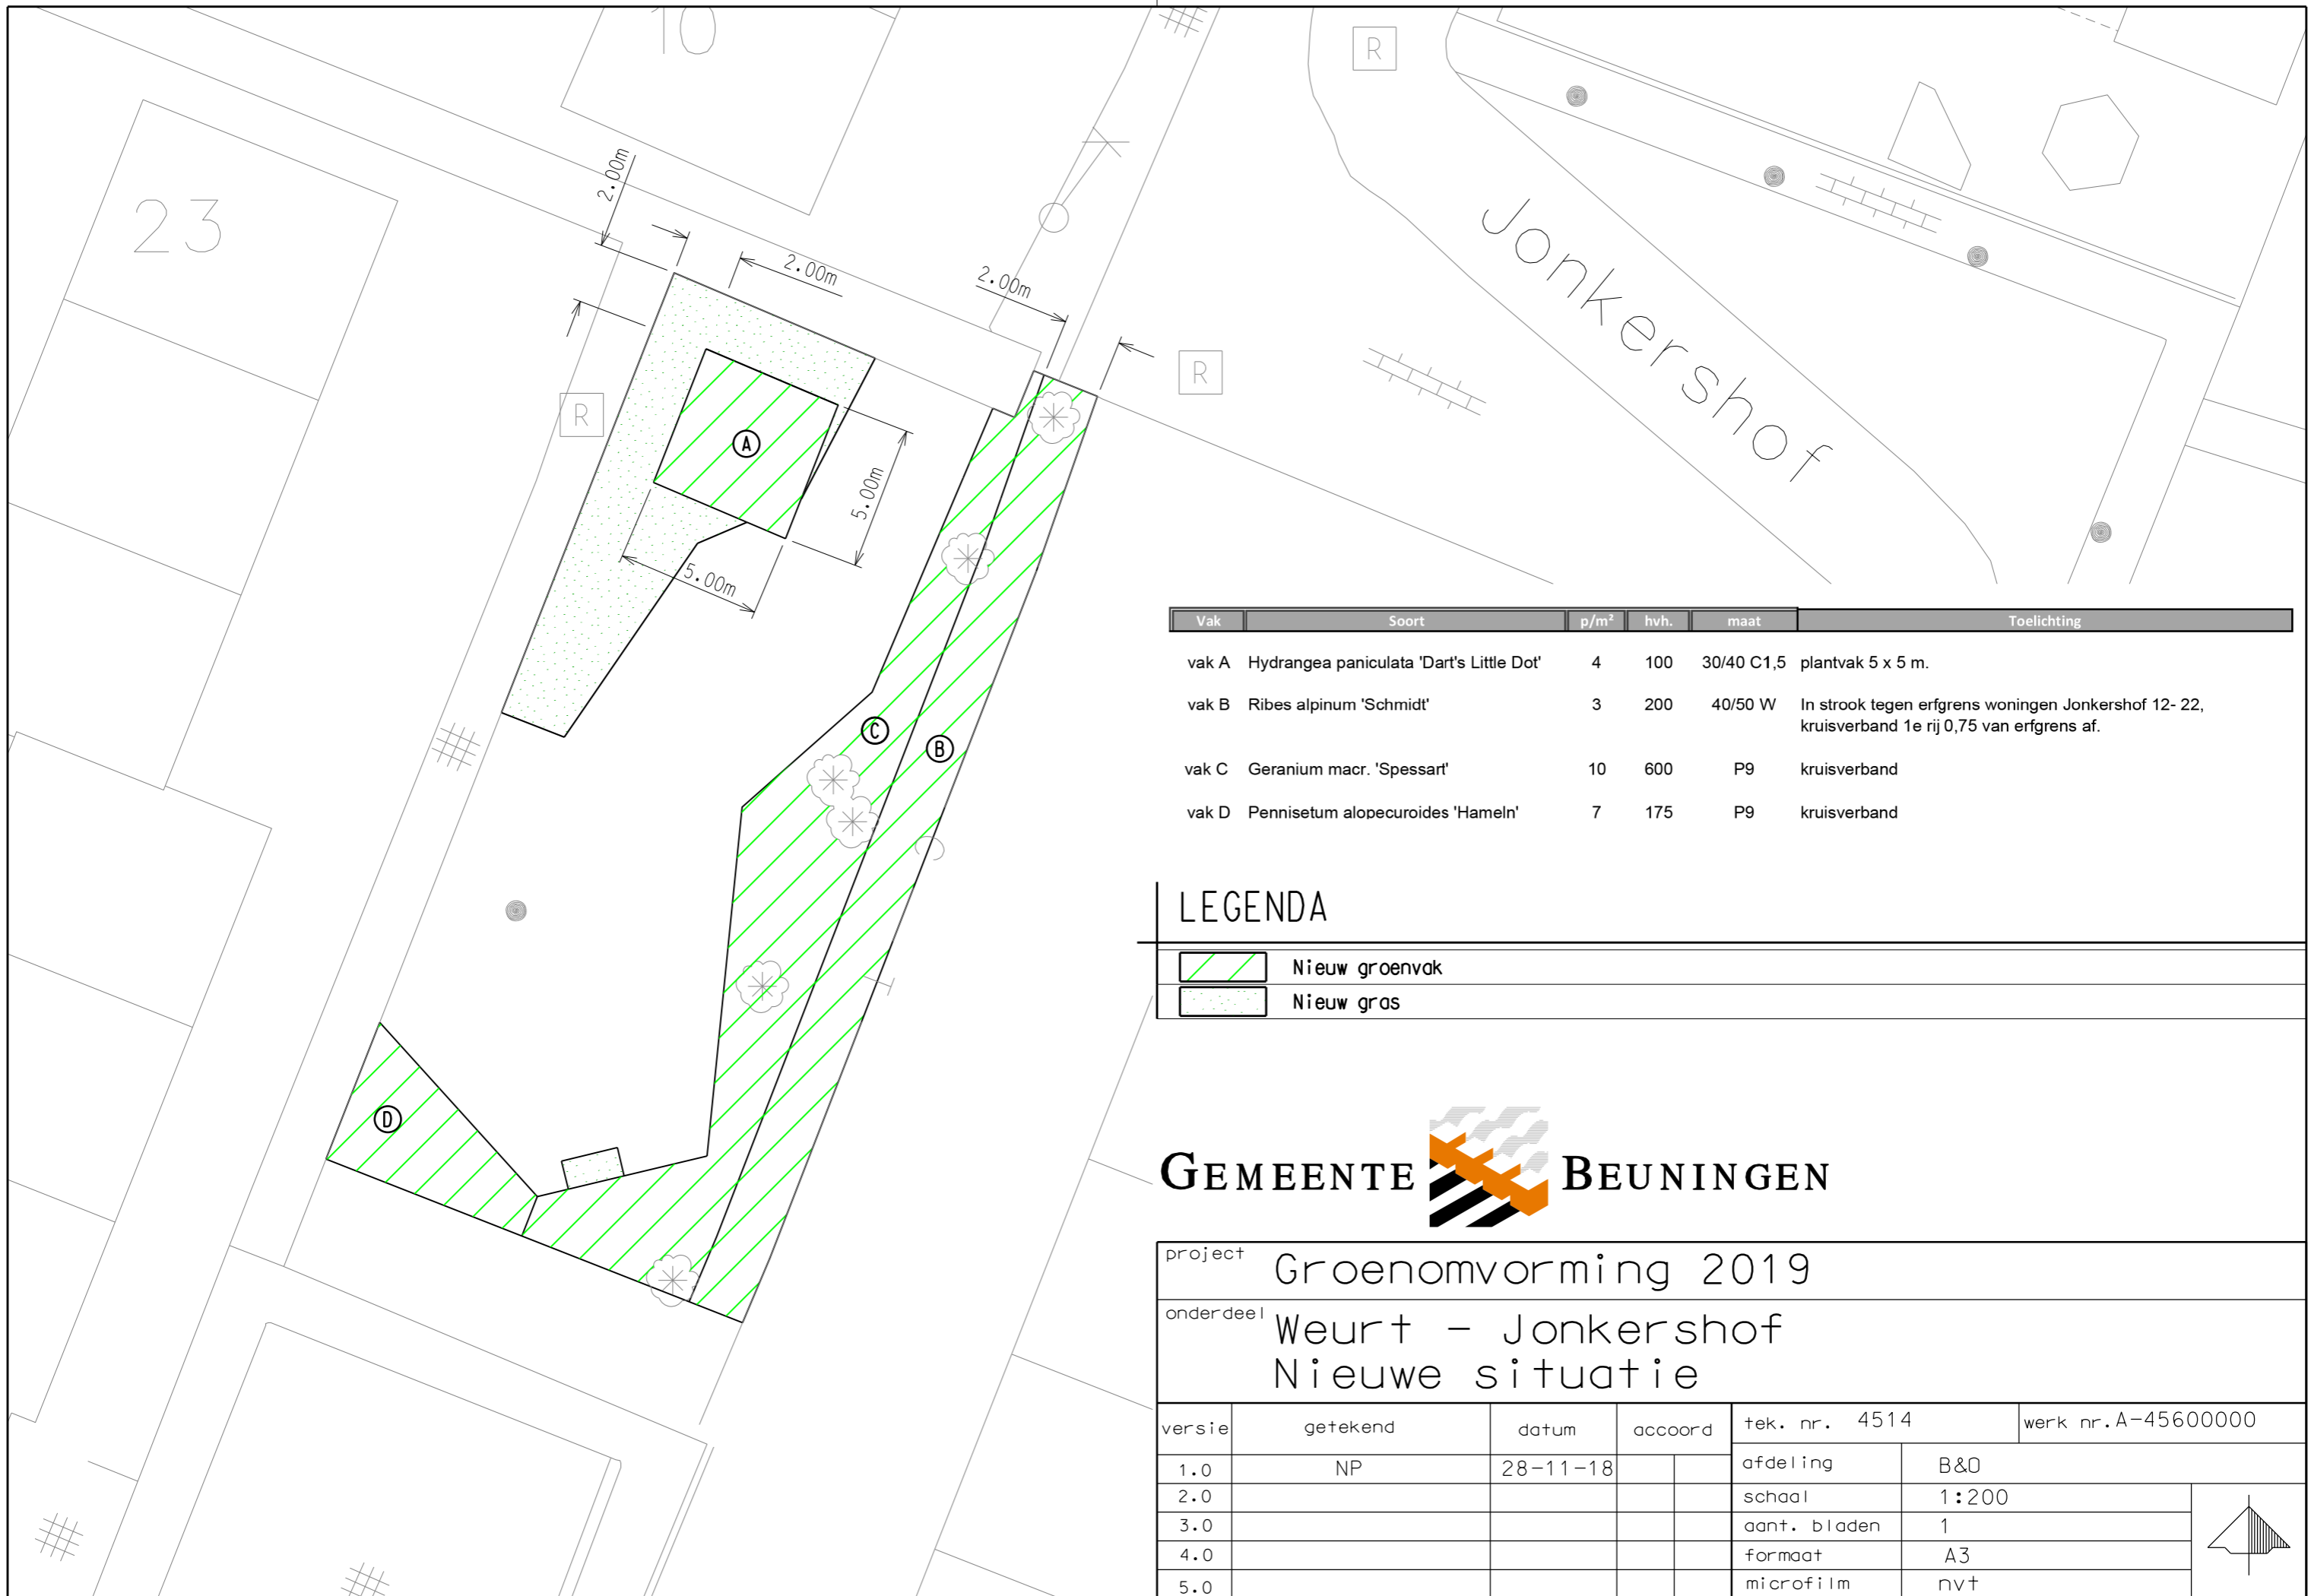 10
R
23
2.00m
2.00m
2.00m
Jonkershof
R
R
A
5.00m
5.00m
Vak Soort p/m² hvh. maat Toelichting
vak A Hydrangea paniculata 'Dart's Little Dot' 4 100 30/40 C1,5 plantvak 5 x 5 m.
vak B Ribes alpinum 'Schmidt' 3 200 40/50 W In strook tegen erfgrens woningen Jonkershof 12- 22,
kruisverband 1e rij 0,75 van erfgrens af.
vak C Geranium macr. 'Spessart' 10 600 P9 kruisverband
vak D Pennisetum alopecuroides 'Hameln' 7 175 P9 kruisverband
C
B
D
LEGENDA
Nieuw groenvak
Nieuw gras
GEMEENTE BEUNINGEN
project Groenomvorming 2019
onderdeel Weurt - Jonkershof
Nieuwe situatie
versie getekend datum accoord tek. nr. 4514 werk nr. A-45600000
1.0 NP 28-11-18 afdeling B&O
2.0 schaal 1:200
3.0 aant. bladen 1
4.0 formaat A3
5.0 microfilm nvt